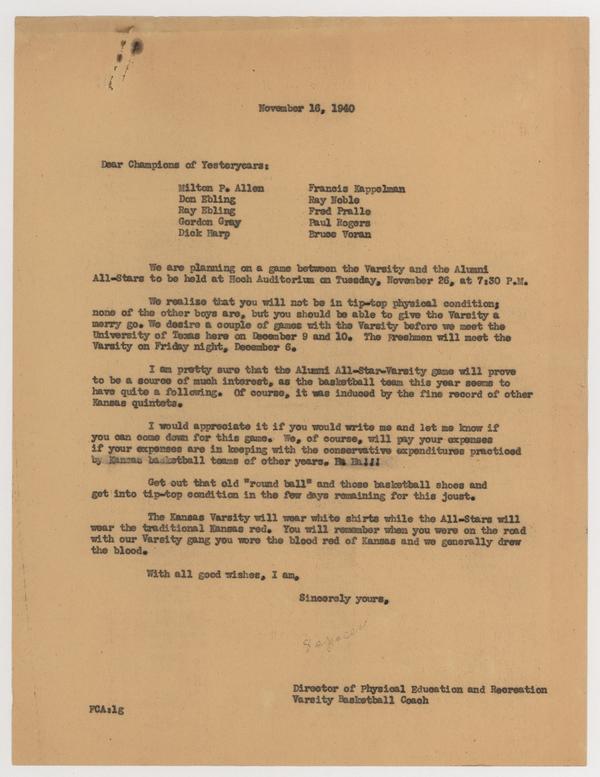 November 16, 1940
Dear Champions of Yesteryears:
Milton P. Allen Francis Kappelman
Don Ebling Ray Noble
Ray Ebling Fred Pralle
Gordon Gray Paul Rogers
Dick Harp Bruce Voran
We are planning on a game between the Varsity and the Alumni
All-Stars to be held at Hoch Auditorium on Tuesday, November 26, at 7:30 P.M.
We realize that you will not be in tip-top physical condition;
none of the other boys are, but you should be able to give the Varsity a
merry go. We desire a couple of games with the Varsity before we meet the
University of Texas here on December 9 and 10. The Freshmen will meet the
Varsity on Friday night, December 6.
I am pretty sure that the Alumni All-Star-Varsity game will prove
to be a source of much interest, as the basketball team this year seems to
have quite a following. Of course, it was induced by the fine record of other
Kansas quintets.
I would appreciate it if you would write me and let me know if
you can come down for this game. We, of course, will pay your expenses
if your expenses are in keeping with the conservative expenditures practiced
by Kansas basketball teams of other years. Ha Ha!!!
Get out that old "round ball" and those basketball shoes and
get into tip-top condition in the few days remaining for this joust.
The Kansas Varsity will wear white shirts while the All-Stars will
wear the traditional Kansas red. You will remember when you were on the road
with our Varsity gang you wore the blood red of Kansas and we generally drew
the blood.
With all good wishes, I am,
Sincerely yours,
Director of Physical Education and Recreation
Varsity Basketball Coach
FCA:lg